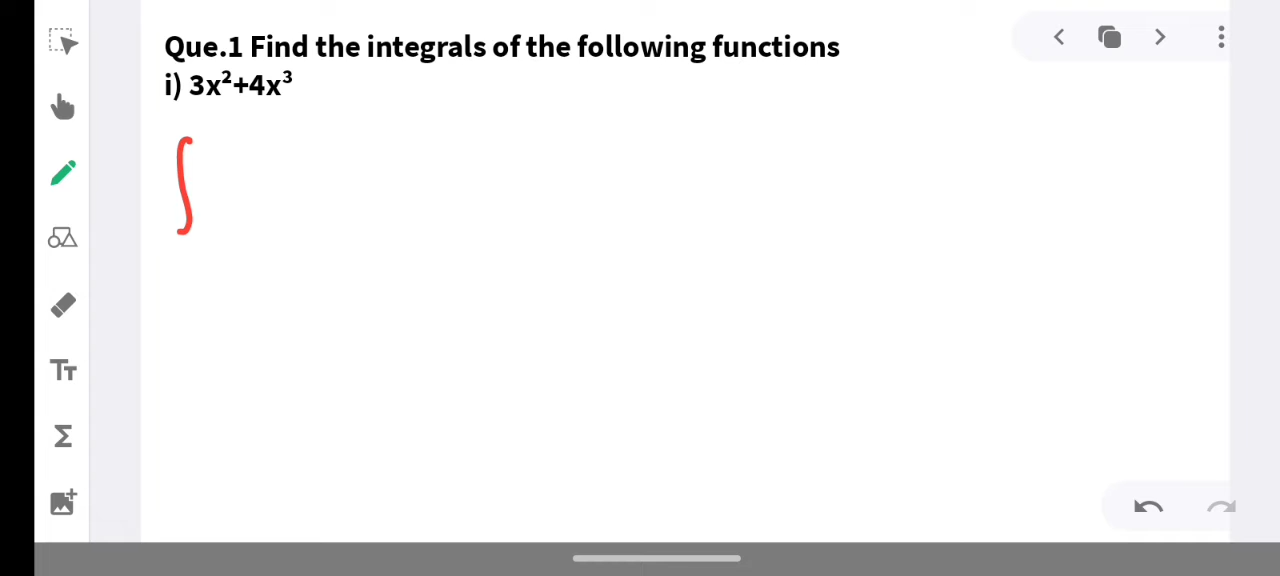 Que.1 Find the integrals of the following functions
i) 3x²+4x³
∫